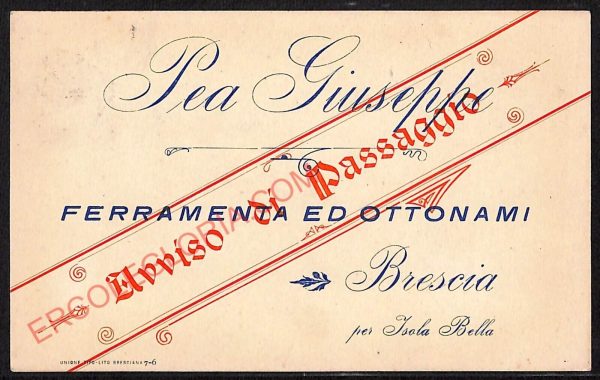 Pea Giuseppe
Avviso di Passaggio
FERRAMENTA ED OTTONAMI
Brescia
per Isola Bella
UNIONE TIPO-LITO BRESCIANA 7-6
ERCOLEGLORIA.COM